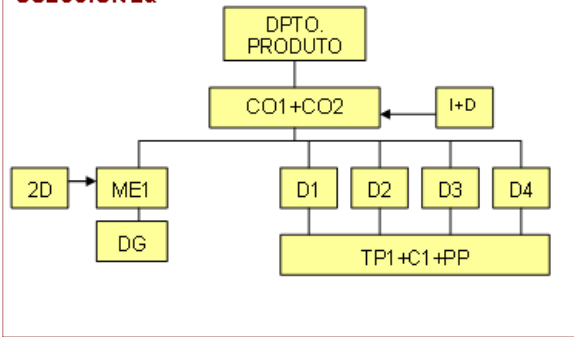 DPTO.
PRODUTO
CO1+CO2
I+D
2D
ME1
D1
D2
D3
D4
DG
TP1+C1+PP